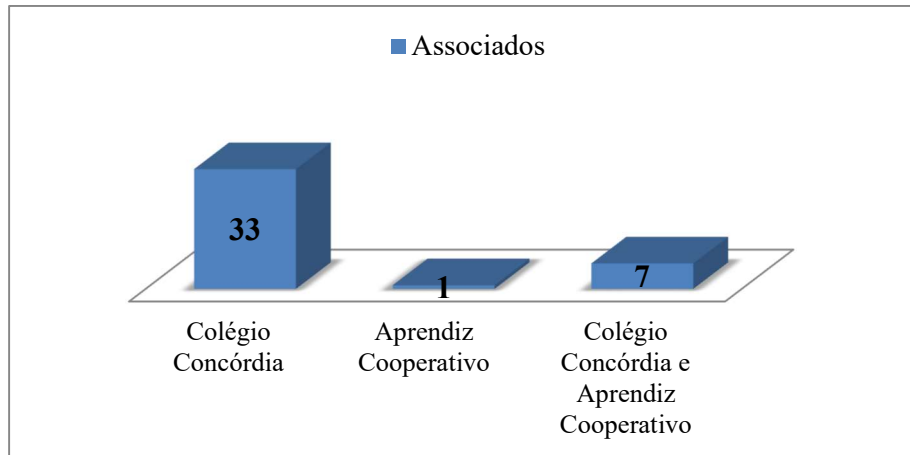 Associados
33
1
7
Colégio
Concórdia
Aprendiz
Cooperativo
Colégio
Concórdia e
Aprendiz
Cooperativo